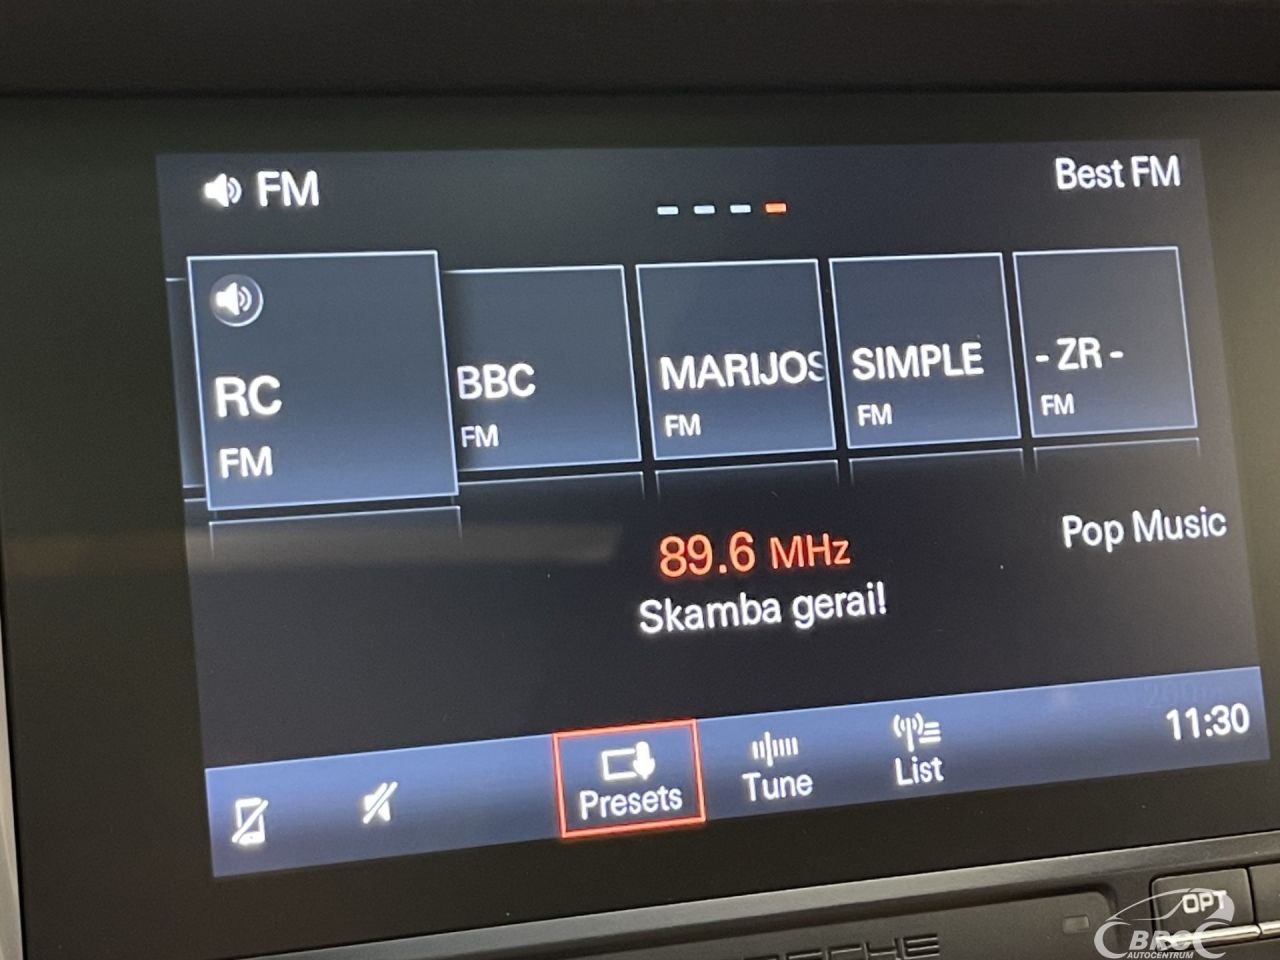 FM
Best FM
RC
FM
BBC
FM
MARIJOS
FM
SIMPLE
FM
- ZR -
FM
89.6 MHz
Pop Music
Skamba gerai!
Presets
Tune
List
11:30
OPT
BRC
AUTOCENTRUM